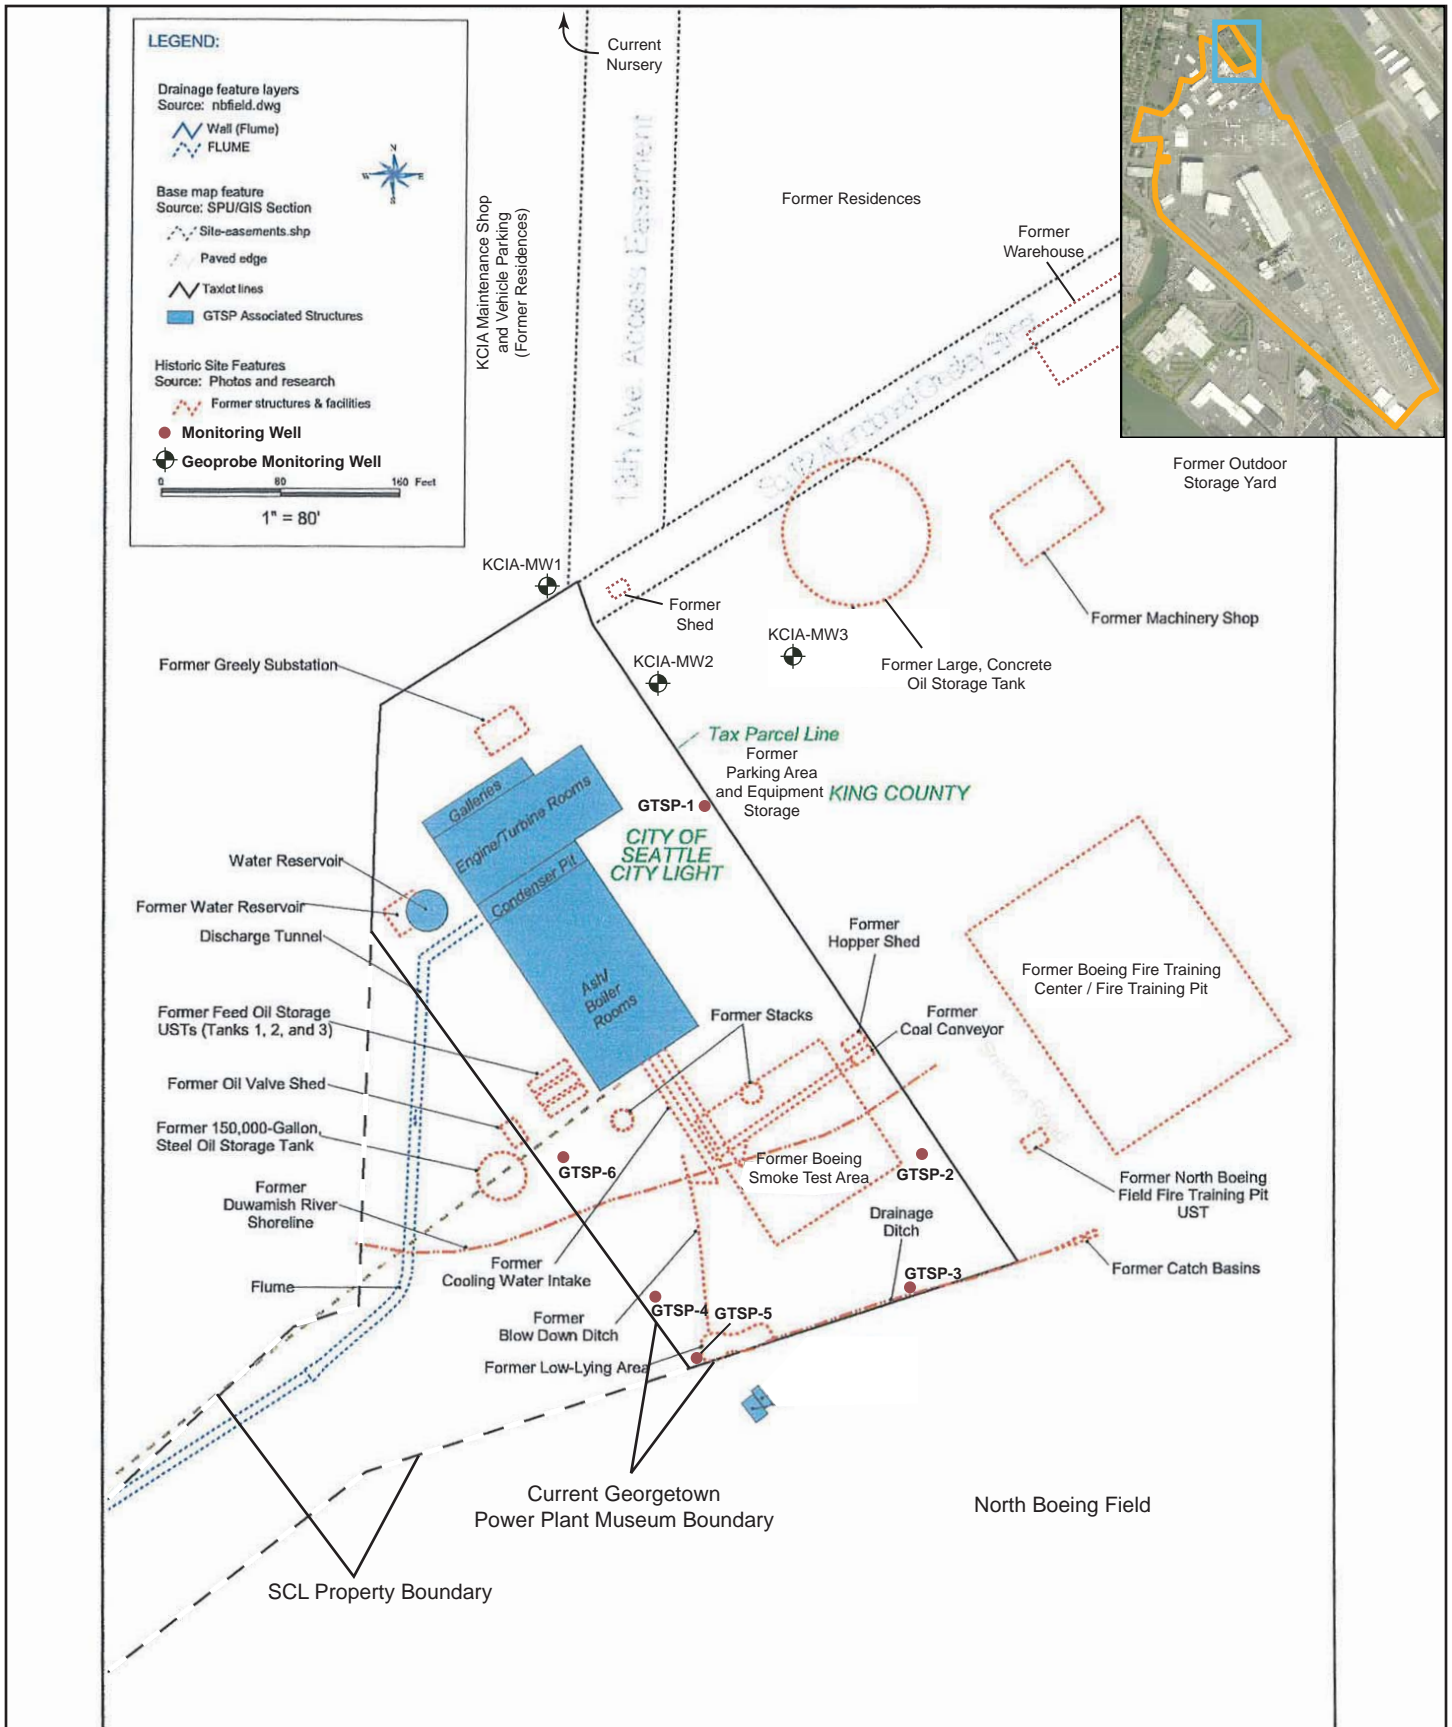 LEGEND:
Drainage feature layers
Source: nbfield.dwg
Wall (Flume)
FLUME
N
W
E
S
Base map feature
Source: SPU/GIS Section
Site-easements.shp
Paved edge
Taxlot lines
GTSP Associated Structures
Historic Site Features
Source: Photos and research
Former structures & facilities
Monitoring Well
Geoprobe Monitoring Well
0 80 160 Feet
1" = 80'
Current
Nursery
KCIA Maintenance Shop
and Vehicle Parking
(Former Residences)
13th Ave. Access Easement
Former Residences
Former
Warehouse
Former Outdoor
Storage Yard
KCIA-MW1
Former
Shed
KCIA-MW3
KCIA-MW2
Former Large, Concrete
Oil Storage Tank
Former Machinery Shop
Former Greely Substation
Tax Parcel Line
Former
Parking Area
and Equipment
Storage
KING COUNTY
GTSP-1
CITY OF
SEATTLE
CITY LIGHT
Galleries
Engine/Turbine Rooms
Condenser Pit
Ash/
Boiler
Rooms
Water Reservoir
Former Water Reservoir
Discharge Tunnel
Former
Hopper Shed
Former Boeing Fire Training
Center / Fire Training Pit
Former Feed Oil Storage
USTs (Tanks 1, 2, and 3)
Former Stacks
Former
Coal Conveyor
Former Oil Valve Shed
Former 150,000-Gallon,
Steel Oil Storage Tank
GTSP-6
Former Boeing
Smoke Test Area
GTSP-2
Former North Boeing
Field Fire Training Pit
UST
Former
Duwamish River
Shoreline
Drainage
Ditch
Former
Cooling Water Intake
Flume
GTSP-3
Former Catch Basins
GTSP-4
GTSP-5
Former
Blow Down Ditch
Former Low-Lying Area
Current Georgetown
Power Plant Museum Boundary
North Boeing Field
SCL Property Boundary